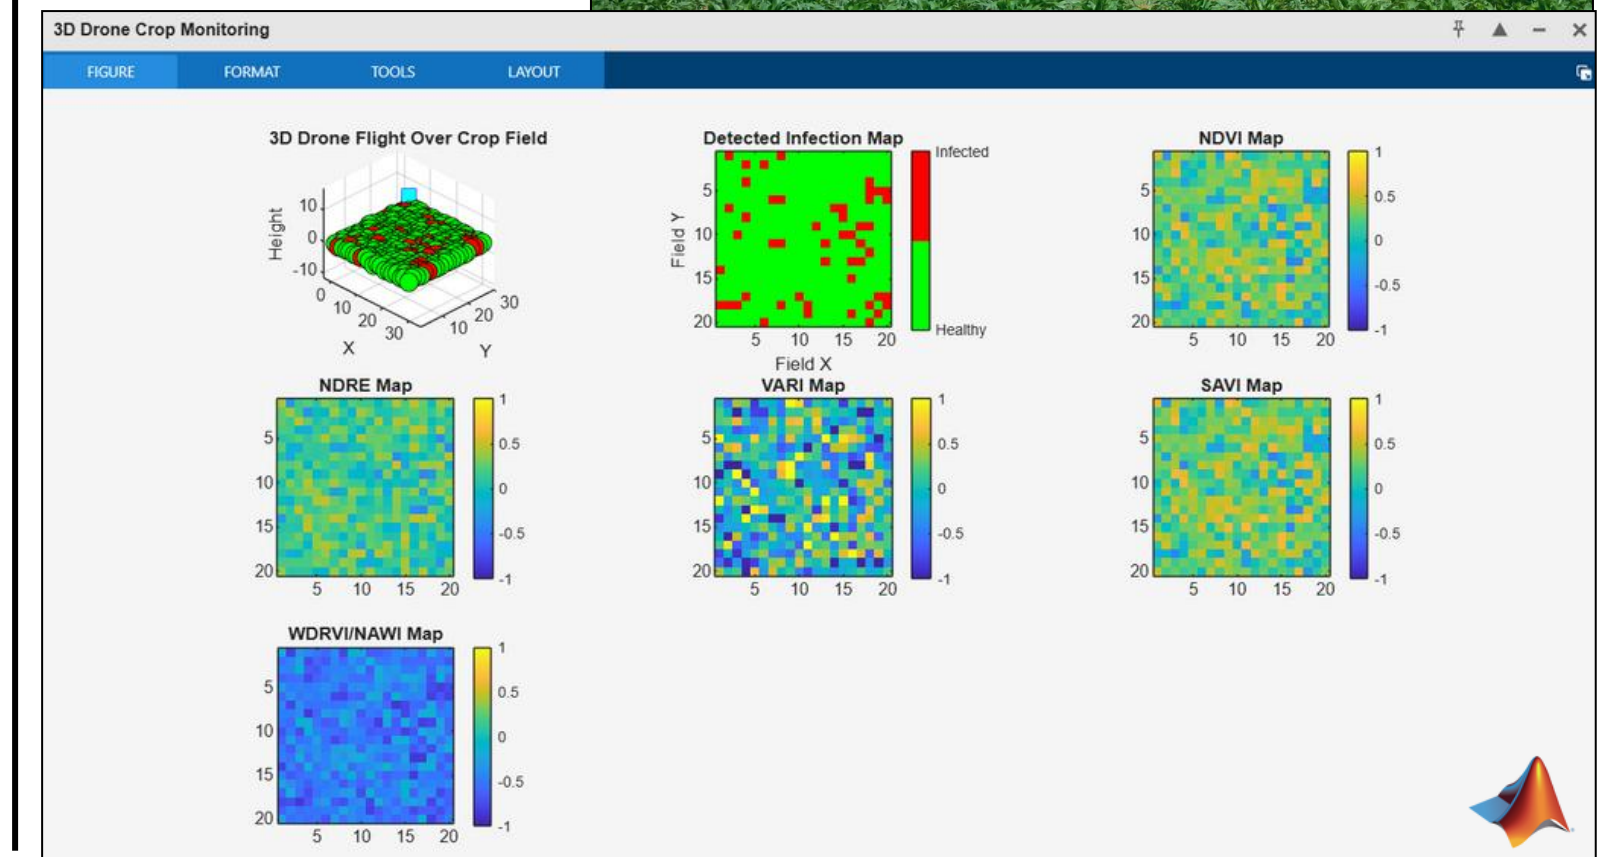 3D Drone Crop Monitoring
FIGURE FORMAT TOOLS LAYOUT
3D Drone Flight Over Crop Field
Height
10
0
-10
0
10
20
30
X
10
20
30
Y
Detected Infection Map
Field Y
5
10
15
20
5 10 15 20
Field X
Infected
Healthy
NDVI Map
5
10
15
20
5 10 15 20
1
0.5
0
-0.5
-1
NDRE Map
5
10
15
20
5 10 15 20
1
0.5
0
-0.5
-1
VARI Map
5
10
15
20
5 10 15 20
1
0.5
0
-0.5
-1
SAVI Map
5
10
15
20
5 10 15 20
1
0.5
0
-0.5
-1
WDRVI/NAWI Map
5
10
15
20
5 10 15 20
1
0.5
0
-0.5
-1